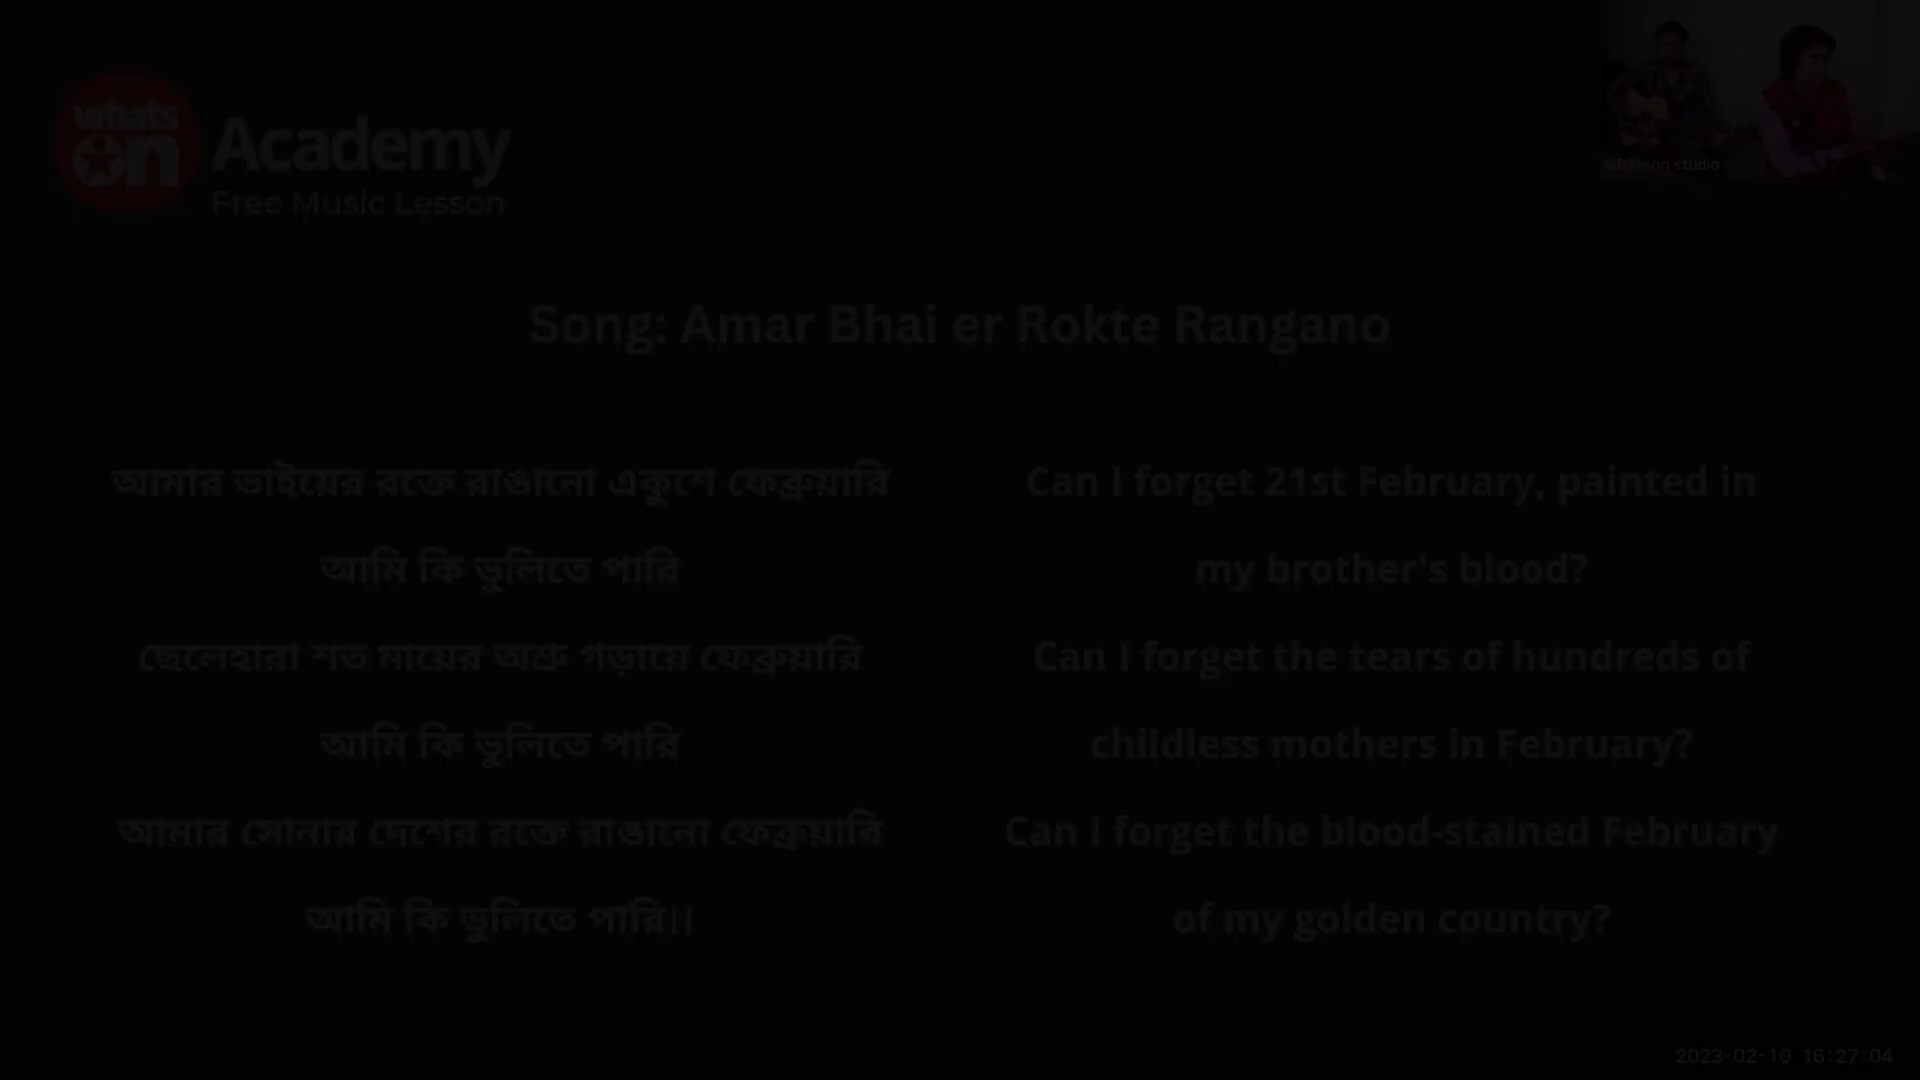 whats
on
Academy
Free Music Lesson
studio
Song: Amar Bhai er Rokte Rangano
আমার ভাইয়ের রক্তে রাঙানো একুশে ফেব্রুয়ারি
আমি কি ভুলিতে পারি
ছেলেহারা শত মায়ের অশ্রু গড়ায়ে ফেব্রুয়ারি
আমি কি ভুলিতে পারি
আমার সোনার দেশের রক্তে রাঙানো ফেব্রুয়ারি
আমি কি ভুলিতে পারি||
Can I forget 21st February, painted in
my brother's blood?
Can I forget the tears of hundreds of
childless mothers in February?
Can I forget the blood-stained February
of my golden country?
2023-02-10 16:27:04